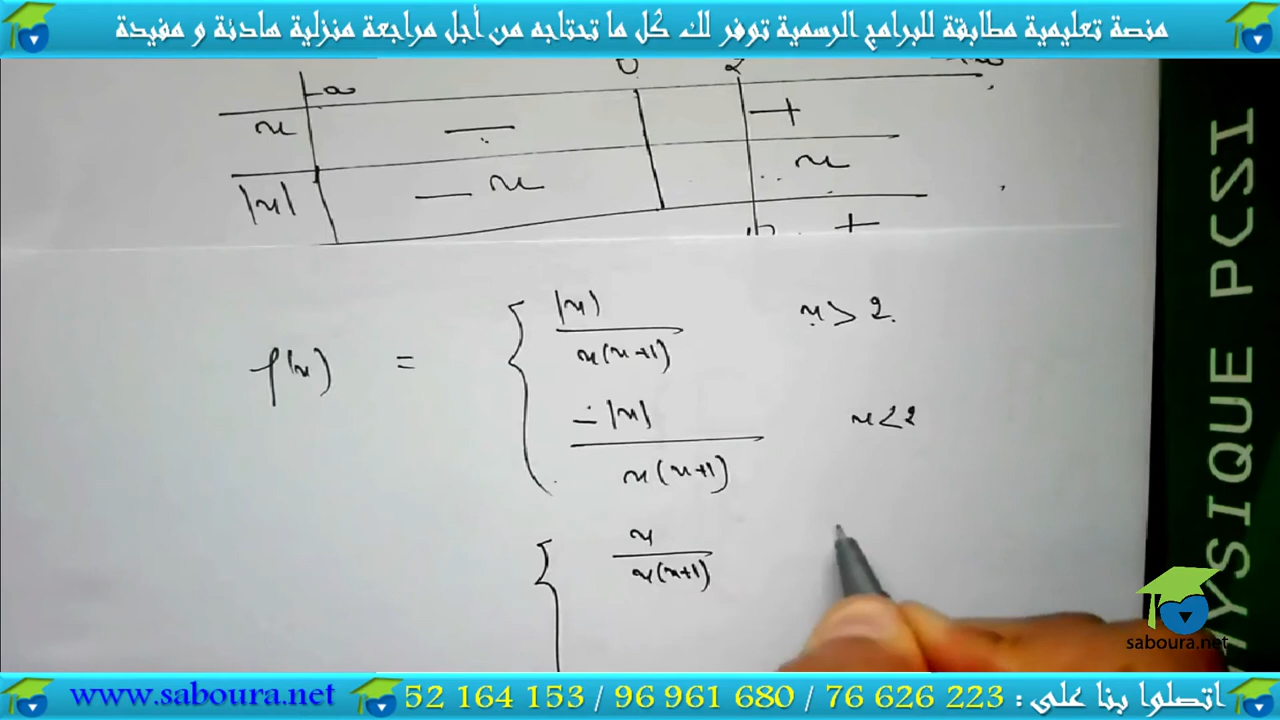 منصة تعليمية مطابقة للبرامج الرسمية توفر لك كل ما تحتاجه من أجل مراجعة منزلية هادئة و مفيدة
-∞ 0 2
x — +
|x| — x x
+
f(x) = { |x| / x(x+1) x > 2
- |x| / x(x+1) x < 2
{ x / x(x+1)
PHYSIQUE PCSI
saboura.net
www.saboura.net 52 164 153 / 96 961 680 / 76 626 223 : اتصلوا بنا على